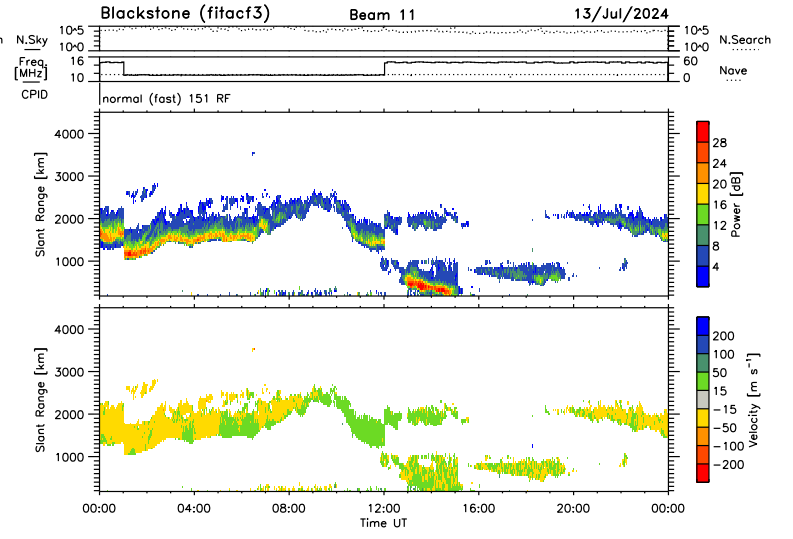 Blackstone (fitacf3) Beam 11 13/Jul/2024
N.Sky 10^5 10^0 10^5 10^0 N.Search
Freq. [MHz] 16 10 60 0 Nave
CPID normal (fast) 151 RF
Slant Range [km] 4000 3000 2000 1000
Power [dB] 28 24 20 16 12 8 4
Slant Range [km] 4000 3000 2000 1000
Velocity [m s⁻¹] 200 100 50 15 −15 −50 −100 −200
00:00 04:00 08:00 12:00 16:00 20:00 00:00
Time UT